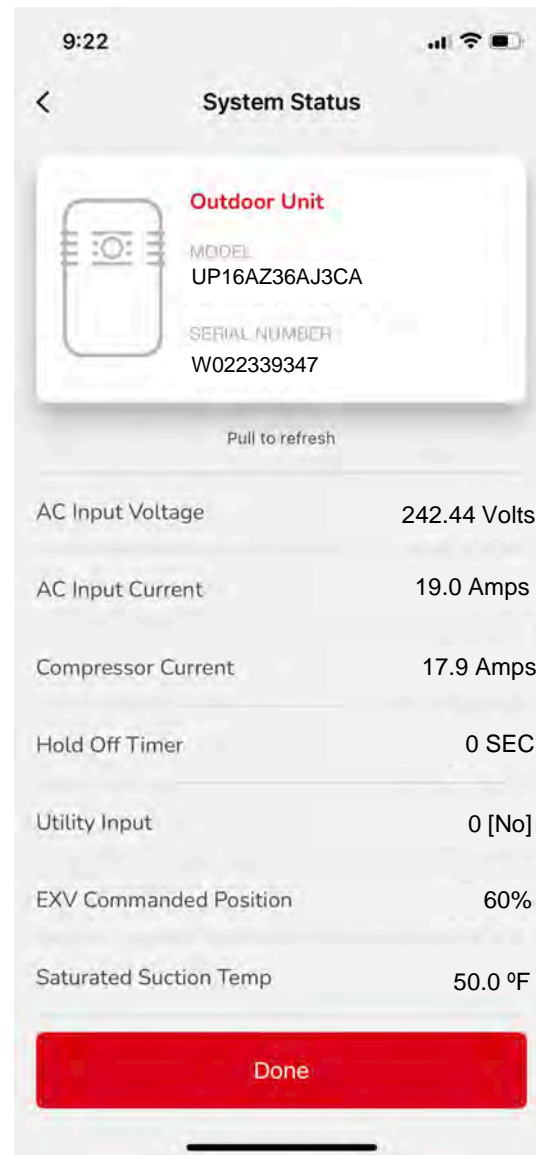 9:22
System Status
Outdoor Unit
MODEL
UP16AZ36AJ3CA
SERIAL NUMBER
W022339347
Pull to refresh
AC Input Voltage 242.44 Volts
AC Input Current 19.0 Amps
Compressor Current 17.9 Amps
Hold Off Timer 0 SEC
Utility Input 0 [No]
EXV Commanded Position 60%
Saturated Suction Temp 50.0 ºF
Done